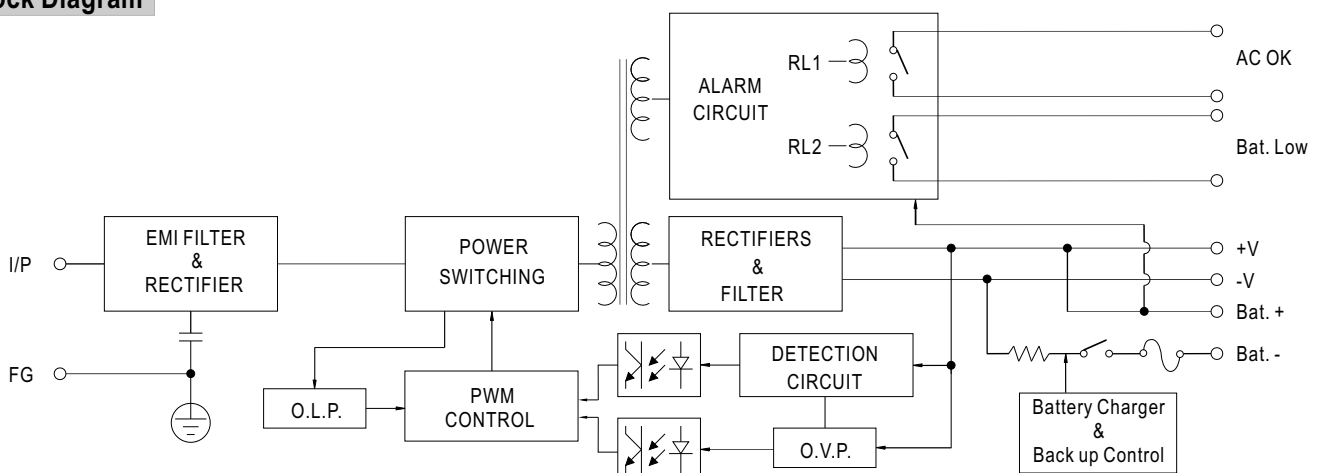 Diagram
RL1
ALARM
CIRCUIT
RL2
AC OK
Bat. Low
I/P
EMI FILTER
&
RECTIFIER
POWER
SWITCHING
RECTIFIERS
&
FILTER
+V
-V
Bat. +
Bat. -
FG
O.L.P.
PWM
CONTROL
DETECTION
CIRCUIT
O.V.P.
Battery Charger
&
Back up Control